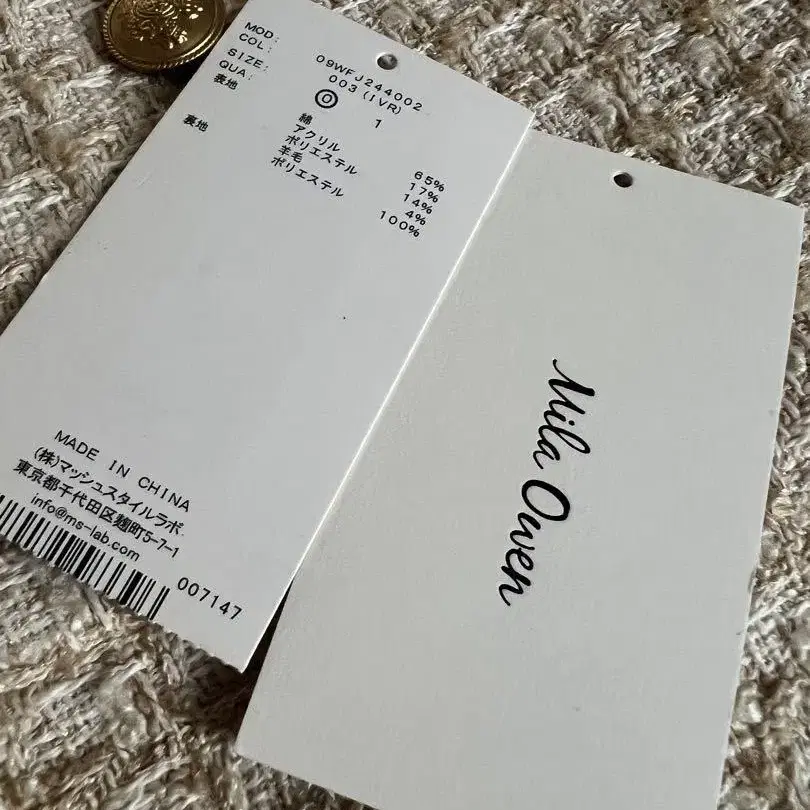 MOD: 09WFJ244002
COL: 003(IVR)
SIZE: ⓪ 1
QUA:
表地 綿 65%
アクリル 17%
ポリエステル 14%
羊毛 4%
裏地 ポリエステル 100%
MADE IN CHINA
(株)マッシュスタイルラボ.
東京都千代田区麹町5-7-1
info@ms-lab.com
007147
Mila Owen